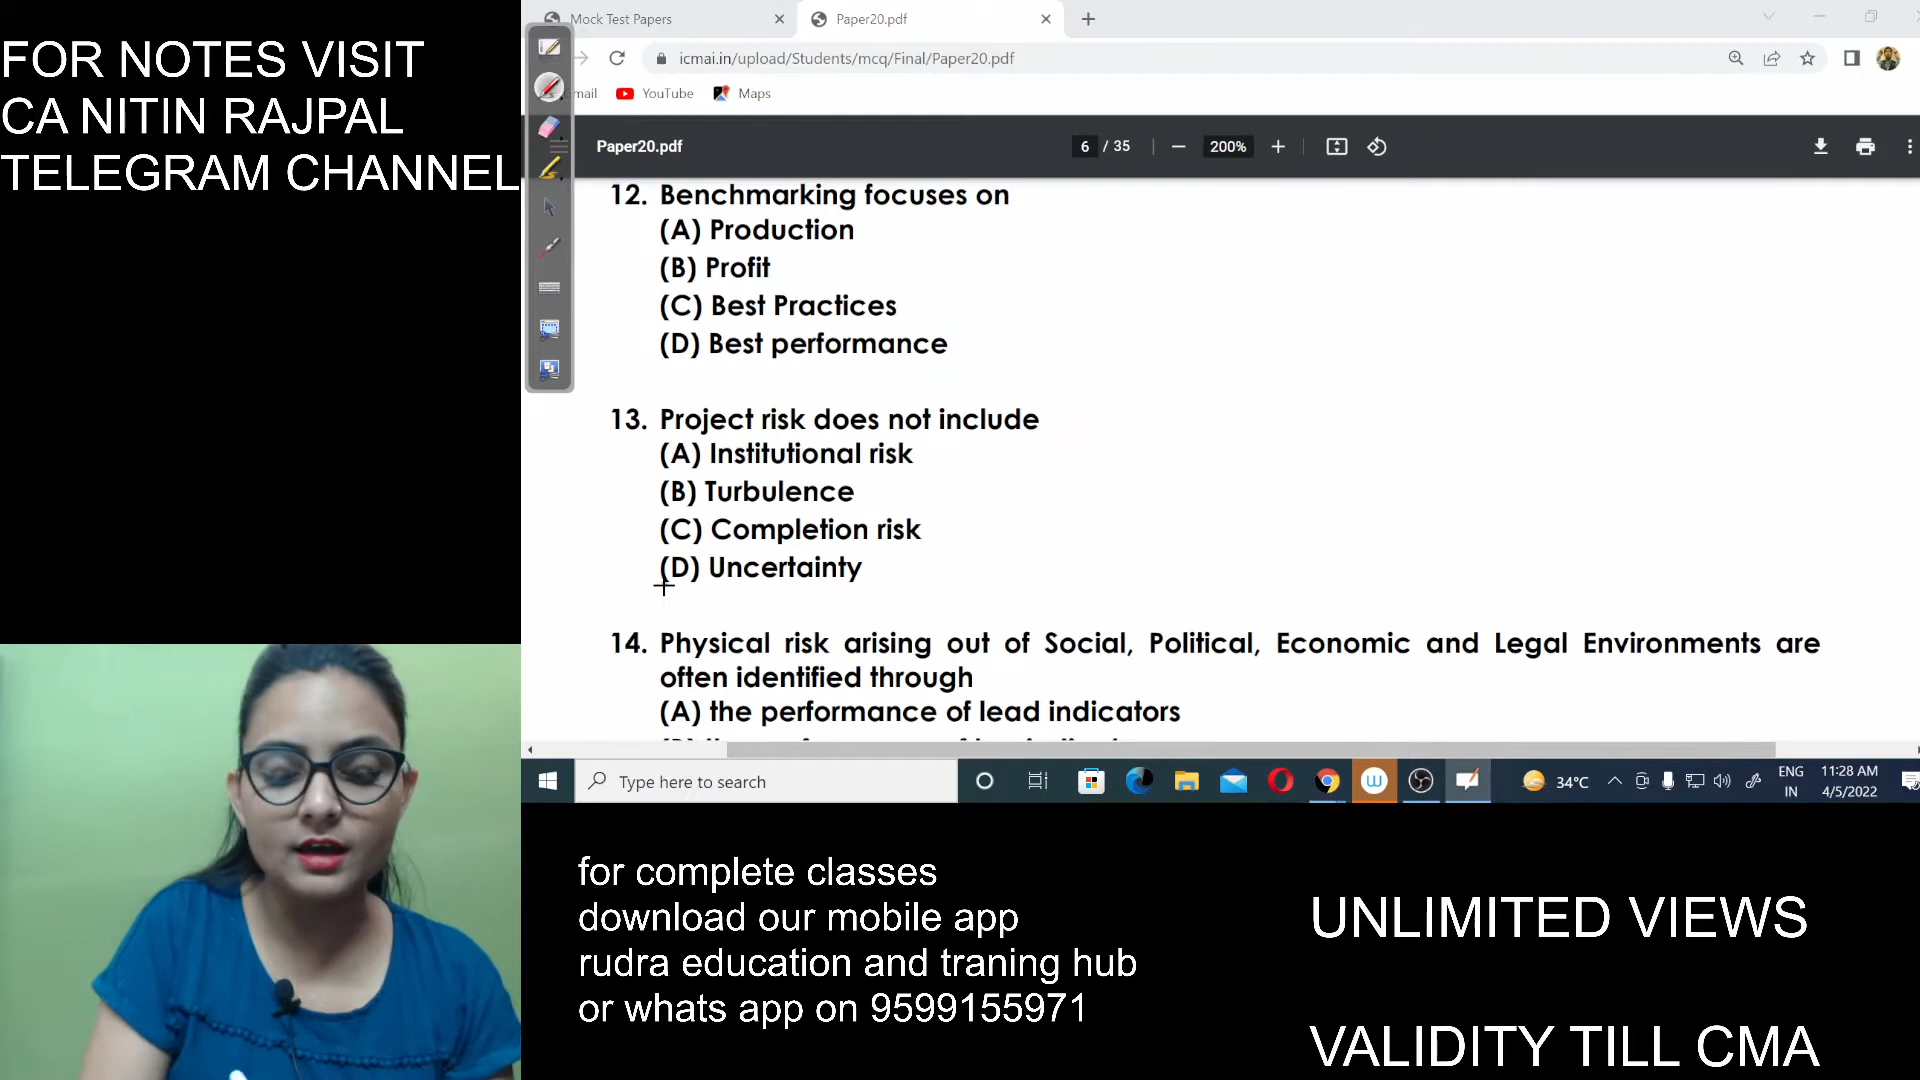 FOR NOTES VISIT
CA NITIN RAJPAL
TELEGRAM CHANNEL
Mock Test Papers
Paper20.pdf
icmai.in/upload/Students/mcq/Final/Paper20.pdf
mail
YouTube
Maps
Paper20.pdf
6 / 35
200%
12. Benchmarking focuses on
(A) Production
(B) Profit
(C) Best Practices
(D) Best performance
13. Project risk does not include
(A) Institutional risk
(B) Turbulence
(C) Completion risk
(D) Uncertainty
14. Physical risk arising out of Social, Political, Economic and Legal Environments are
often identified through
(A) the performance of lead indicators
Type here to search
34°C
ENG
IN
11:28 AM
4/5/2022
for complete classes
download our mobile app
rudra education and traning hub
or whats app on 9599155971
UNLIMITED VIEWS
VALIDITY TILL CMA